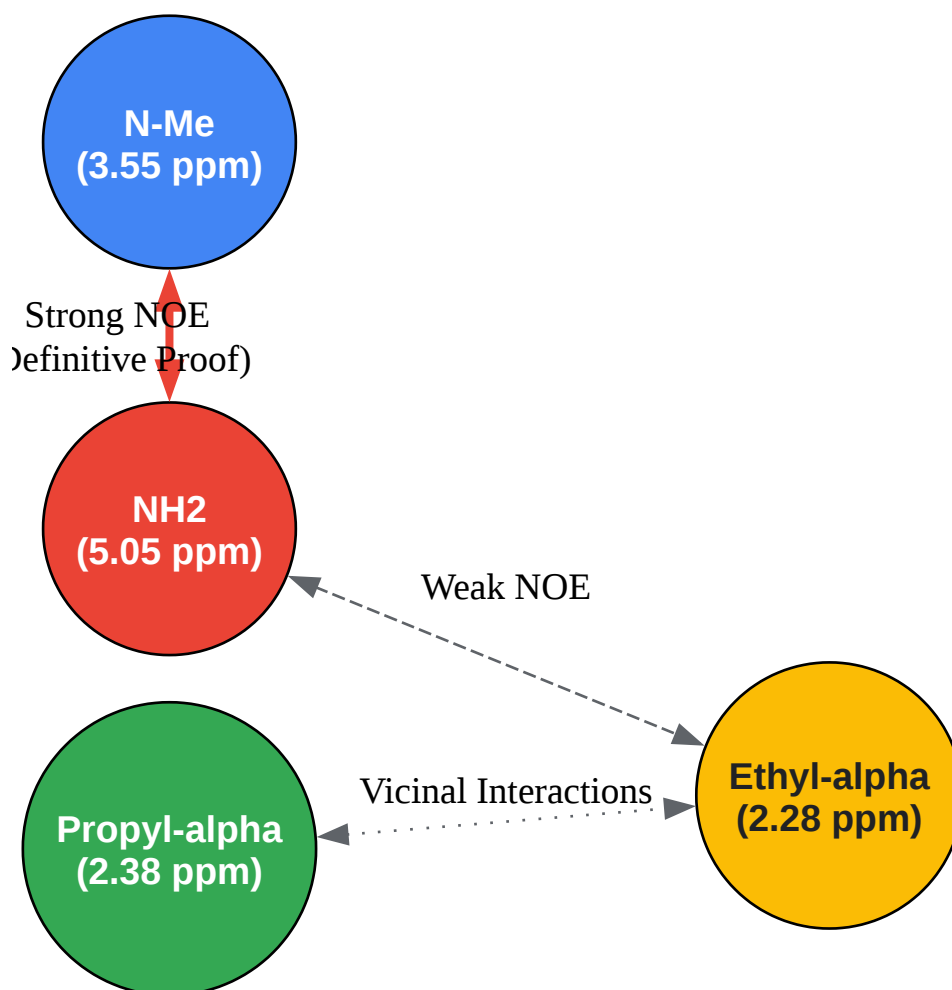 N-Me
(3.55 ppm)
Strong NOE
Definitive Proof)
NH2
(5.05 ppm)
Weak NOE
Vicinal Interactions
Ethyl-alpha
(2.28 ppm)
Propyl-alpha
(2.38 ppm)